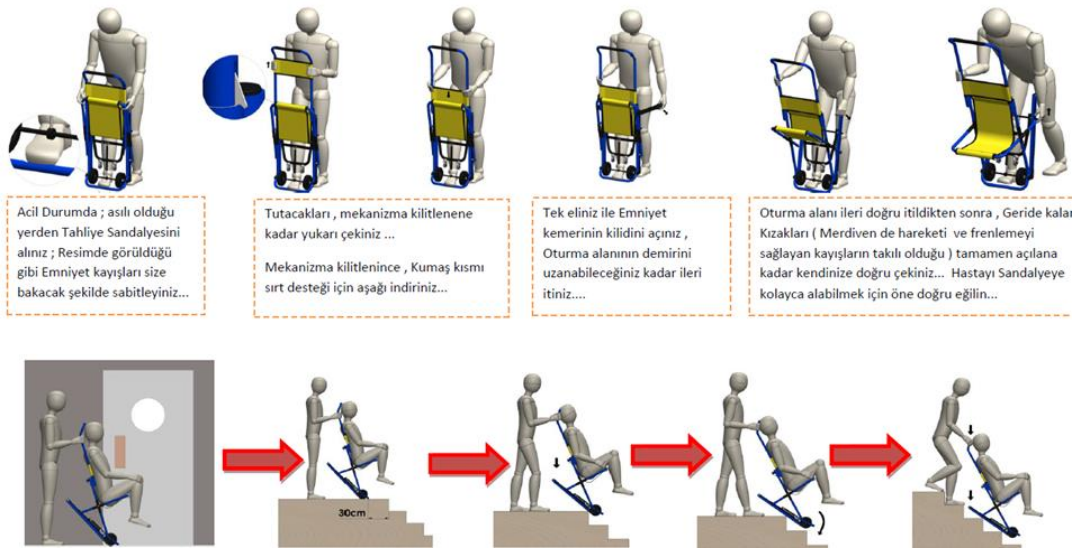 Acil Durumda ; asılı olduğu
yerden Tahliye Sandalyesini
alınız ; Resimde görüldüğü
gibi Emniyet kayışları size
bakacak şekilde sabitleyiniz...
Tutacakları , mekanizma kilitlenene
kadar yukarı çekiniz ...
Mekanizma kilitlenince , Kumaş kısmı
sırt desteği için aşağı indiriniz...
Tek eliniz ile Emniyet
kemerinin kilidini açınız ,
Oturma alanının demirini
uzanabileceğiniz kadar ileri
itiniz....
Oturma alanı ileri doğru itildikten sonra , Geride kalan
Kızakları ( Merdiven de hareketi ve frenlemeyi
sağlayan kayışların takılı olduğu ) tamamen açılana
kadar kendinize doğru çekiniz... Hastayı Sandalyeye
kolayca alabilmek için öne doğru eğilin...
30cm